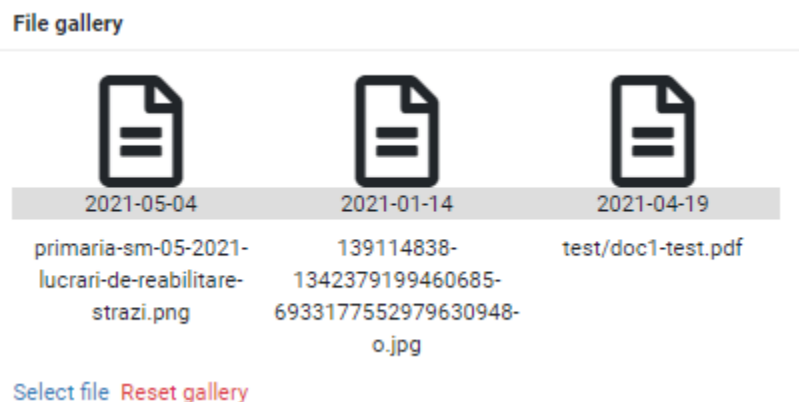 File gallery
2021-05-04 2021-01-14 2021-04-19
primaria-sm-05-2021-
lucrari-de-reabilitare-
strazi.png
139114838-
1342379199460685-
6933177552979630948-
o.jpg
test/doc1-test.pdf
Select file Reset gallery